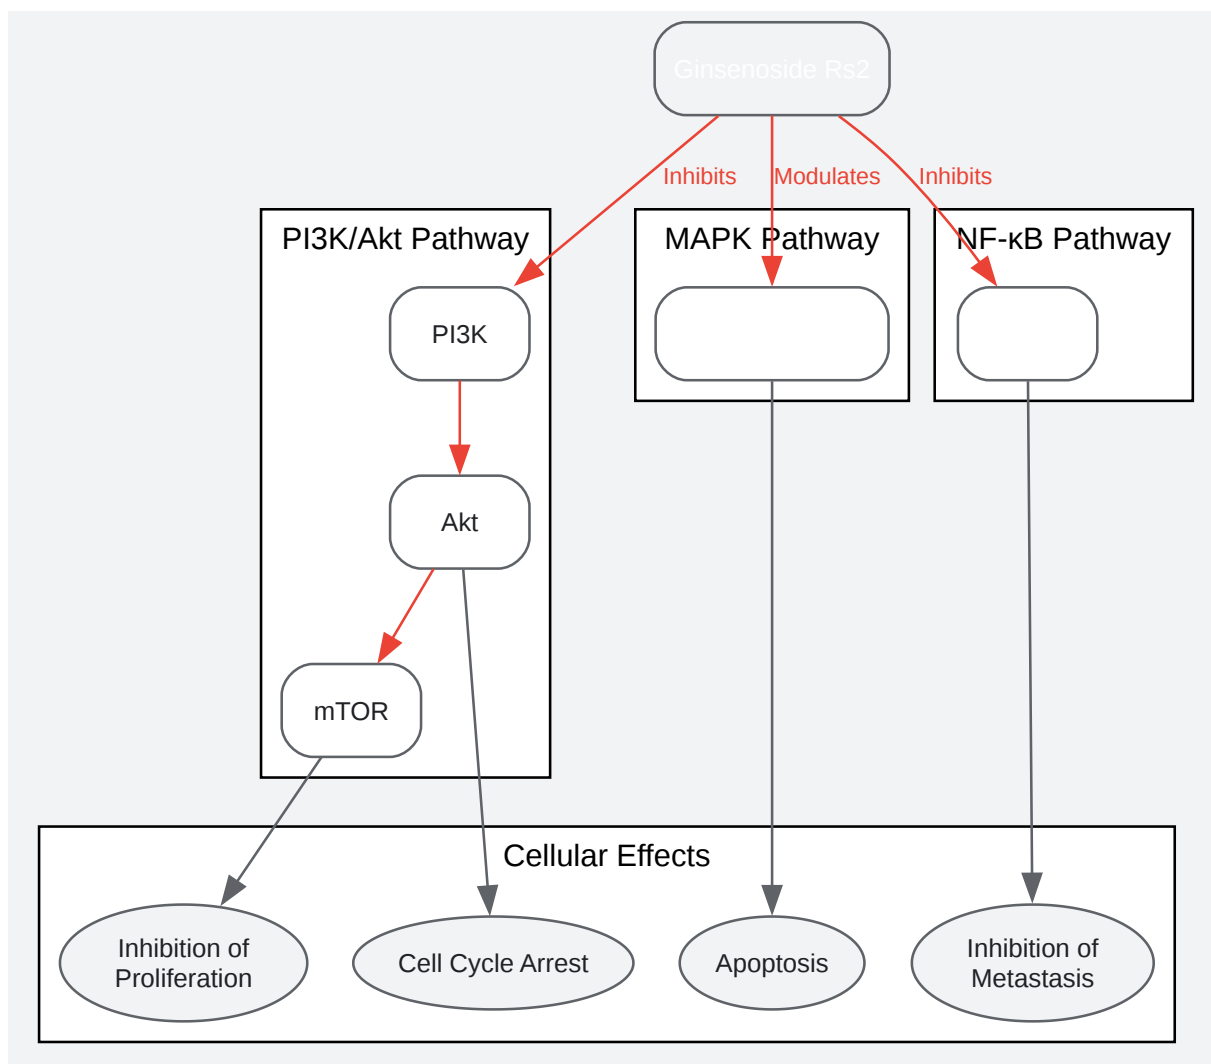 Ginsenoside Rs2
Inhibits
Modulates
Inhibits
PI3K/Akt Pathway
MAPK Pathway
NF-κB Pathway
PI3K
Akt
mTOR
Cellular Effects
Inhibition of
Proliferation
Cell Cycle Arrest
Apoptosis
Inhibition of
Metastasis